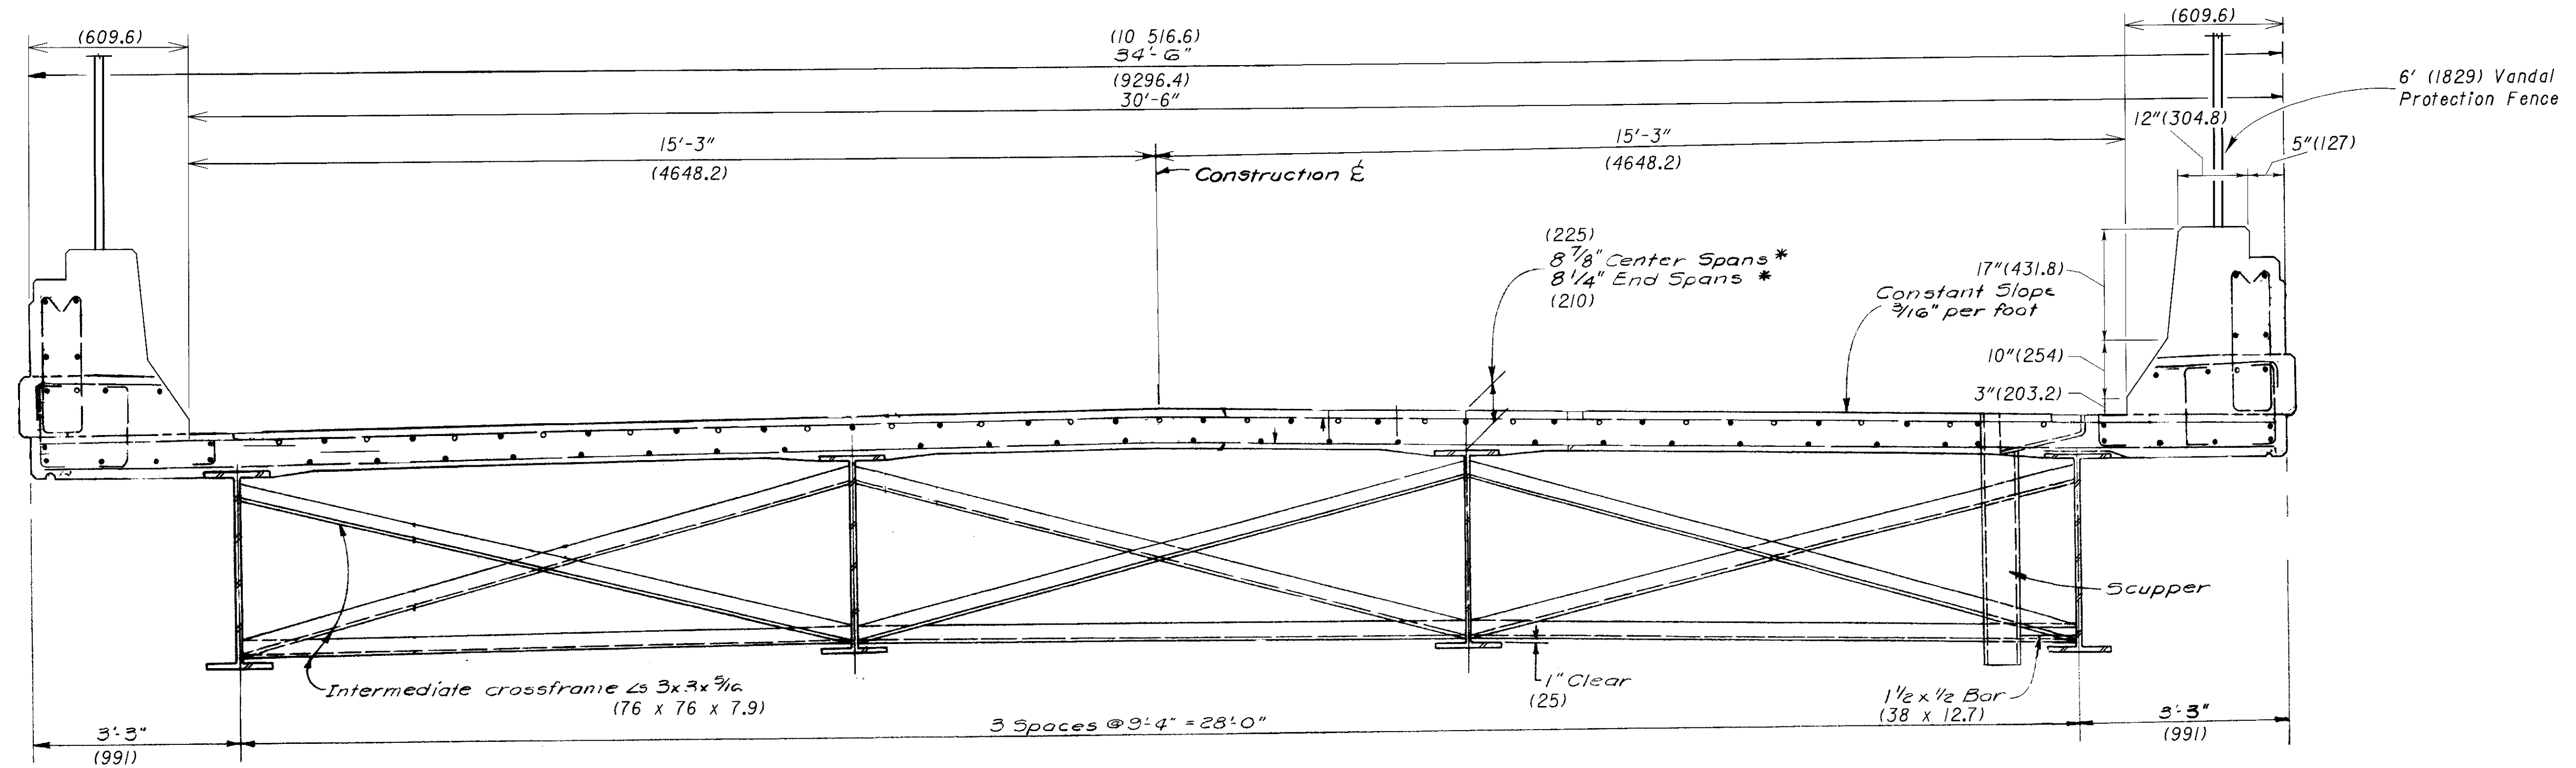 (609.6)
(10 516.6)
34'-6"
(609.6)
(9296.4)
30'-6"
6' (1829) Vandal
Protection Fence
12"(304.8)
5"(127)
15'-3"
(4648.2)
15'-3"
(4648.2)
Construction ℄
(225)
8 7/8" Center Spans *
8 1/4" End Spans *
(210)
Constant Slope
3/16" per foot
17"(431.8)
10"(254)
3"(203.2)
Scupper
Intermediate crossframe ∠s 3x3x5/16
(76 x 76 x 7.9)
1" Clear
(25)
1 1/2 x 1/2 Bar
(38 x 12.7)
3'-3"
(991)
3 Spaces @ 9'-4" = 28'-0"
3'-3"
(991)